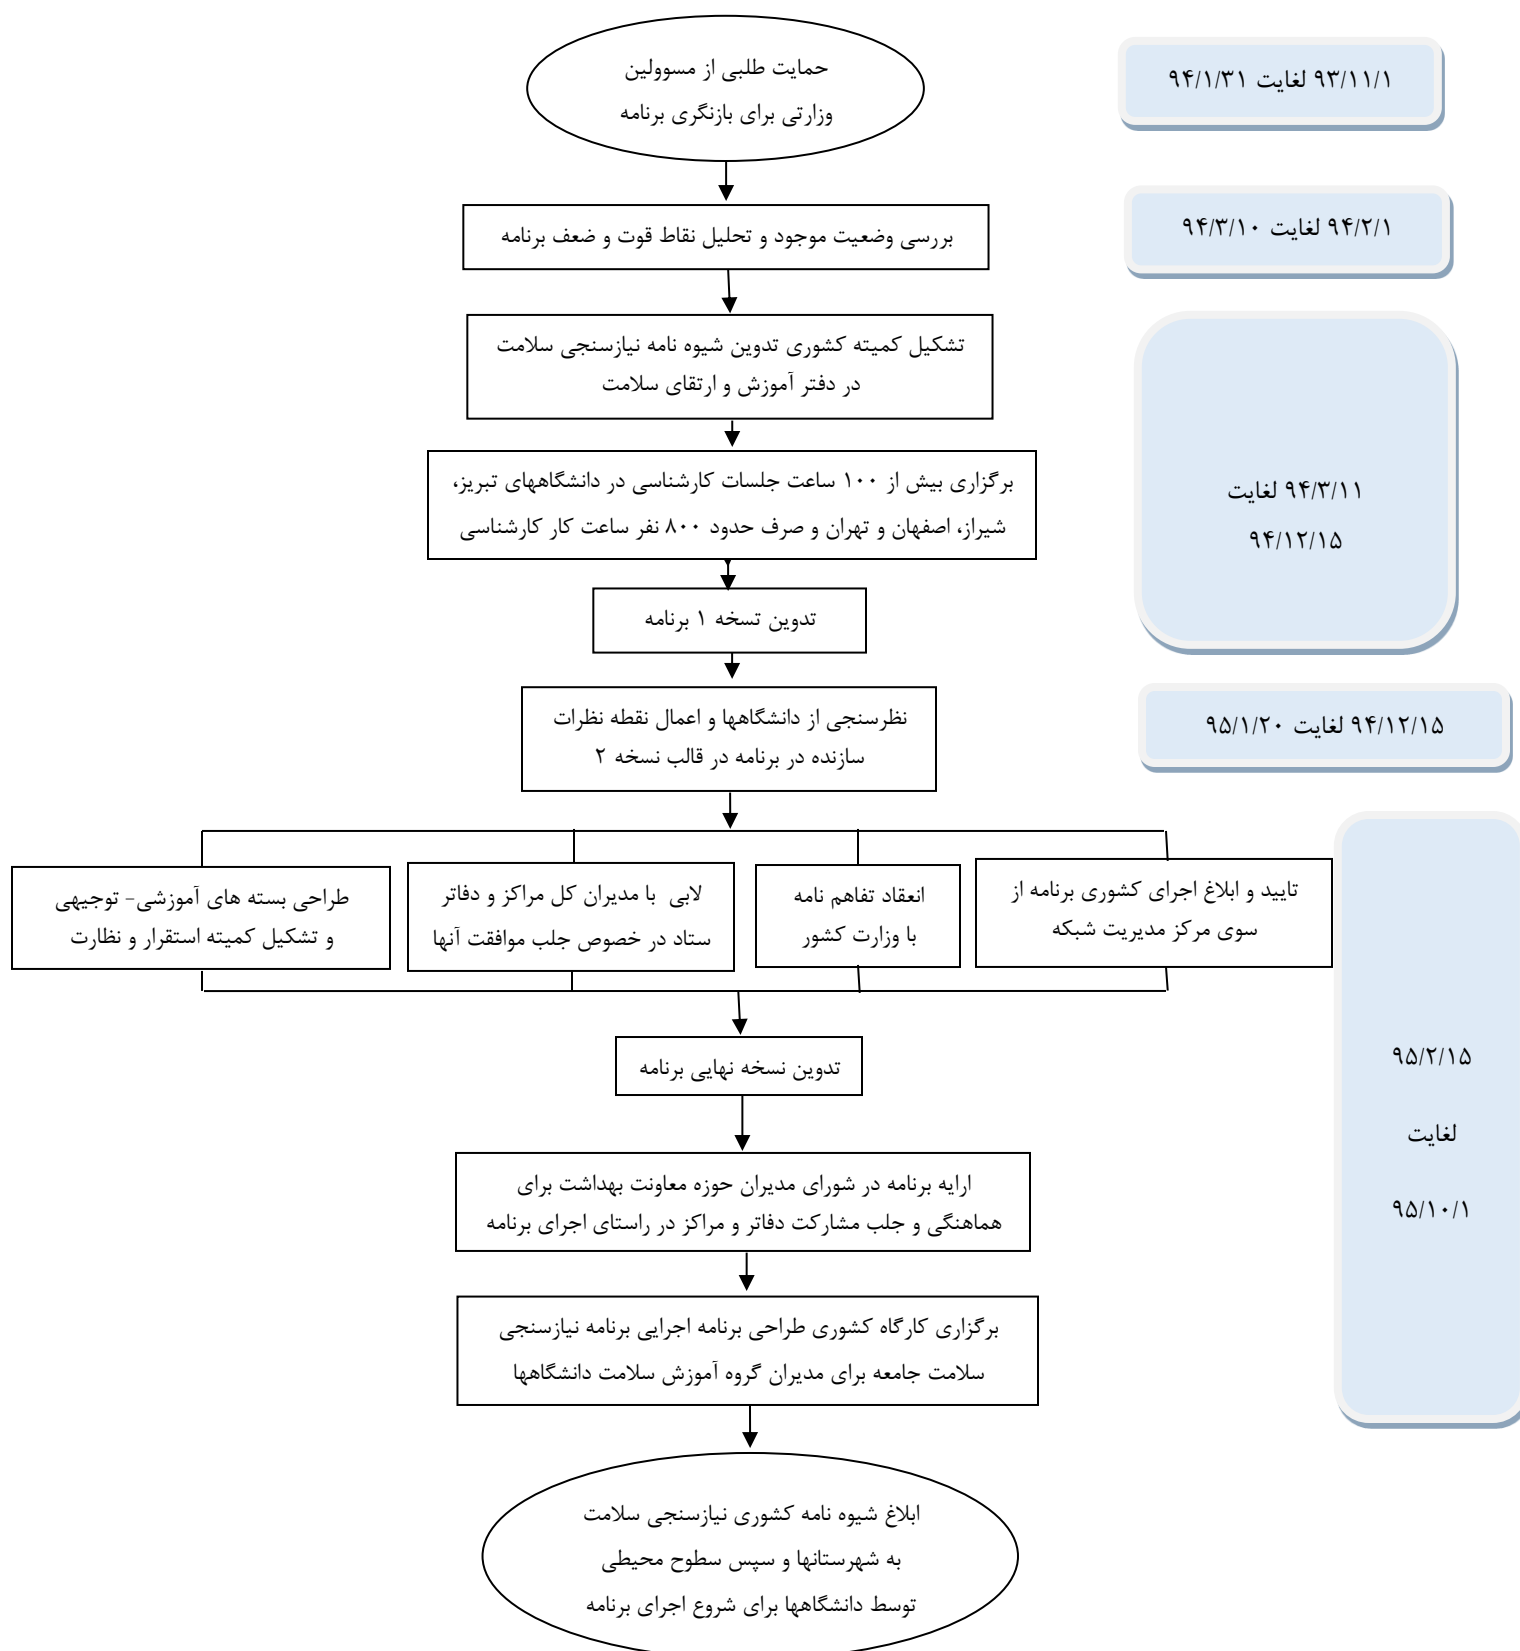 حمایت طلبی از مسوولین
وزارتی برای بازنگری برنامه
۹۳/۱۱/۱ لغایت ۹۴/۱/۳۱
بررسی وضعیت موجود و تحلیل نقاط قوت و ضعف برنامه
۹۴/۲/۱ لغایت ۹۴/۳/۱۰
تشکیل کمیته کشوری تدوین شیوه نامه نیازسنجی سلامت
در دفتر آموزش و ارتقای سلامت
برگزاری بیش از ۱۰۰ ساعت جلسات کارشناسی در دانشگاههای تبریز،
شیراز، اصفهان و تهران و صرف حدود ۸۰۰ نفر ساعت کار کارشناسی
۹۴/۳/۱۱ لغایت
۹۴/۱۲/۱۵
تدوین تسخه ۱ برنامه
نظرسنجی از دانشگاهها و اعمال نقطه نظرات
سازنده در برنامه در قالب نسخه ۲
۹۴/۱۲/۱۵ لغایت ۹۵/۱/۲۰
تایید و ابلاغ اجرای کشوری برنامه از
سوی مرکز مدیریت شبکه
انعقاد تفاهم نامه
با وزارت کشور
لابی با مدیران کل مراکز و دفاتر
ستاد در خصوص جلب موافقت آنها
طراحی بسته های آموزشی- توجیهی
و تشکیل کمیته استقرار و نظارت
تدوین نسخه نهایی برنامه
۹۵/۲/۱۵
لغایت
۹۵/۱۰/۱
ارایه برنامه در شورای مدیران حوزه معاونت بهداشت برای
هماهنگی و جلب مشارکت دفاتر و مراکز در راستای اجرای برنامه
برگزاری کارگاه کشوری طراحی برنامه اجرایی برنامه نیازسنجی
سلامت جامعه برای مدیران گروه آموزش سلامت دانشگاهها
ابلاغ شیوه نامه کشوری نیازسنجی سلامت
به شهرستانها و سپس سطوح محیطی
توسط دانشگاهها برای شروع اجرای برنامه